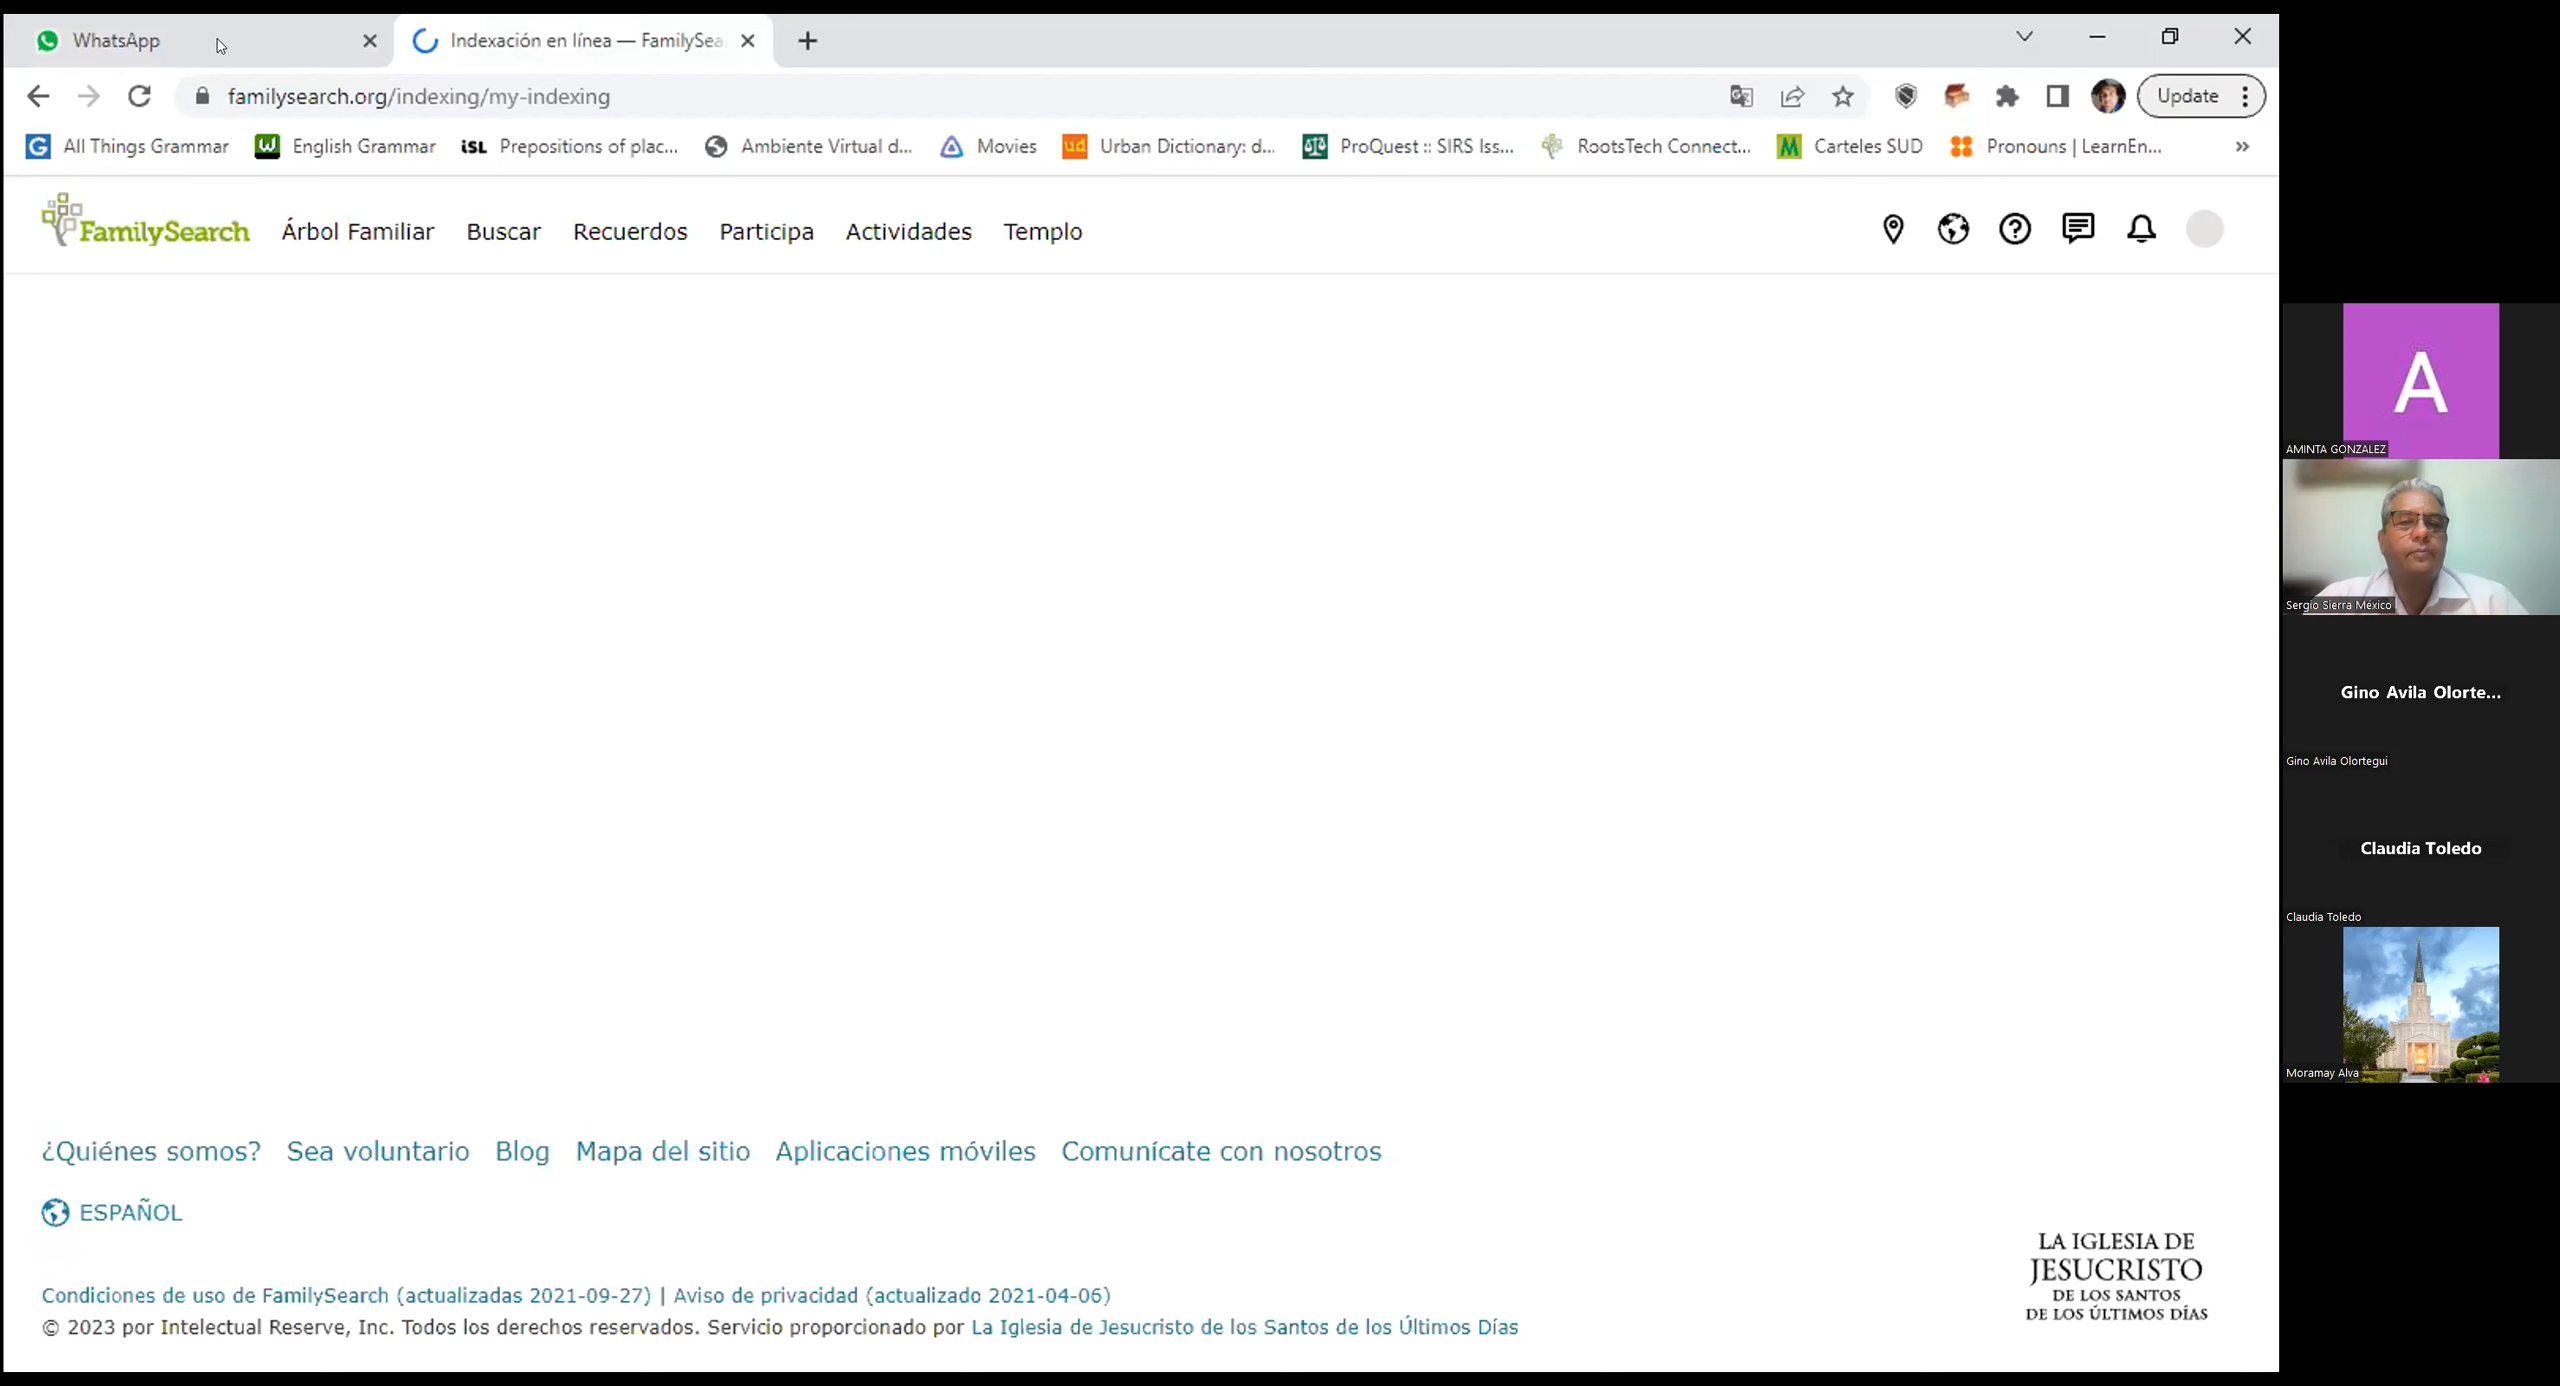 WhatsApp
Indexación en línea — FamilySea
familysearch.org/indexing/my-indexing
Update
All Things Grammar
English Grammar
iSL Prepositions of plac...
Ambiente Virtual d...
Movies
ud Urban Dictionary: d...
ProQuest :: SIRS Iss...
RootsTech Connect...
Carteles SUD
Pronouns | LearnEn...
»
FamilySearch
Árbol Familiar
Buscar
Recuerdos
Participa
Actividades
Templo
A
AMINTA GONZALEZ
Sergio Sierra México
Gino Avila Olorte...
Gino Avila Olortegui
Claudia Toledo
Claudia Toledo
Moramay Alva
¿Quiénes somos? Sea voluntario Blog Mapa del sitio Aplicaciones móviles Comunícate con nosotros
ESPAÑOL
Condiciones de uso de FamilySearch (actualizadas 2021-09-27) | Aviso de privacidad (actualizado 2021-04-06)
© 2023 por Intelectual Reserve, Inc. Todos los derechos reservados. Servicio proporcionado por La Iglesia de Jesucristo de los Santos de los Últimos Días
LA IGLESIA DE
JESUCRISTO
DE LOS SANTOS
DE LOS ÚLTIMOS DÍAS